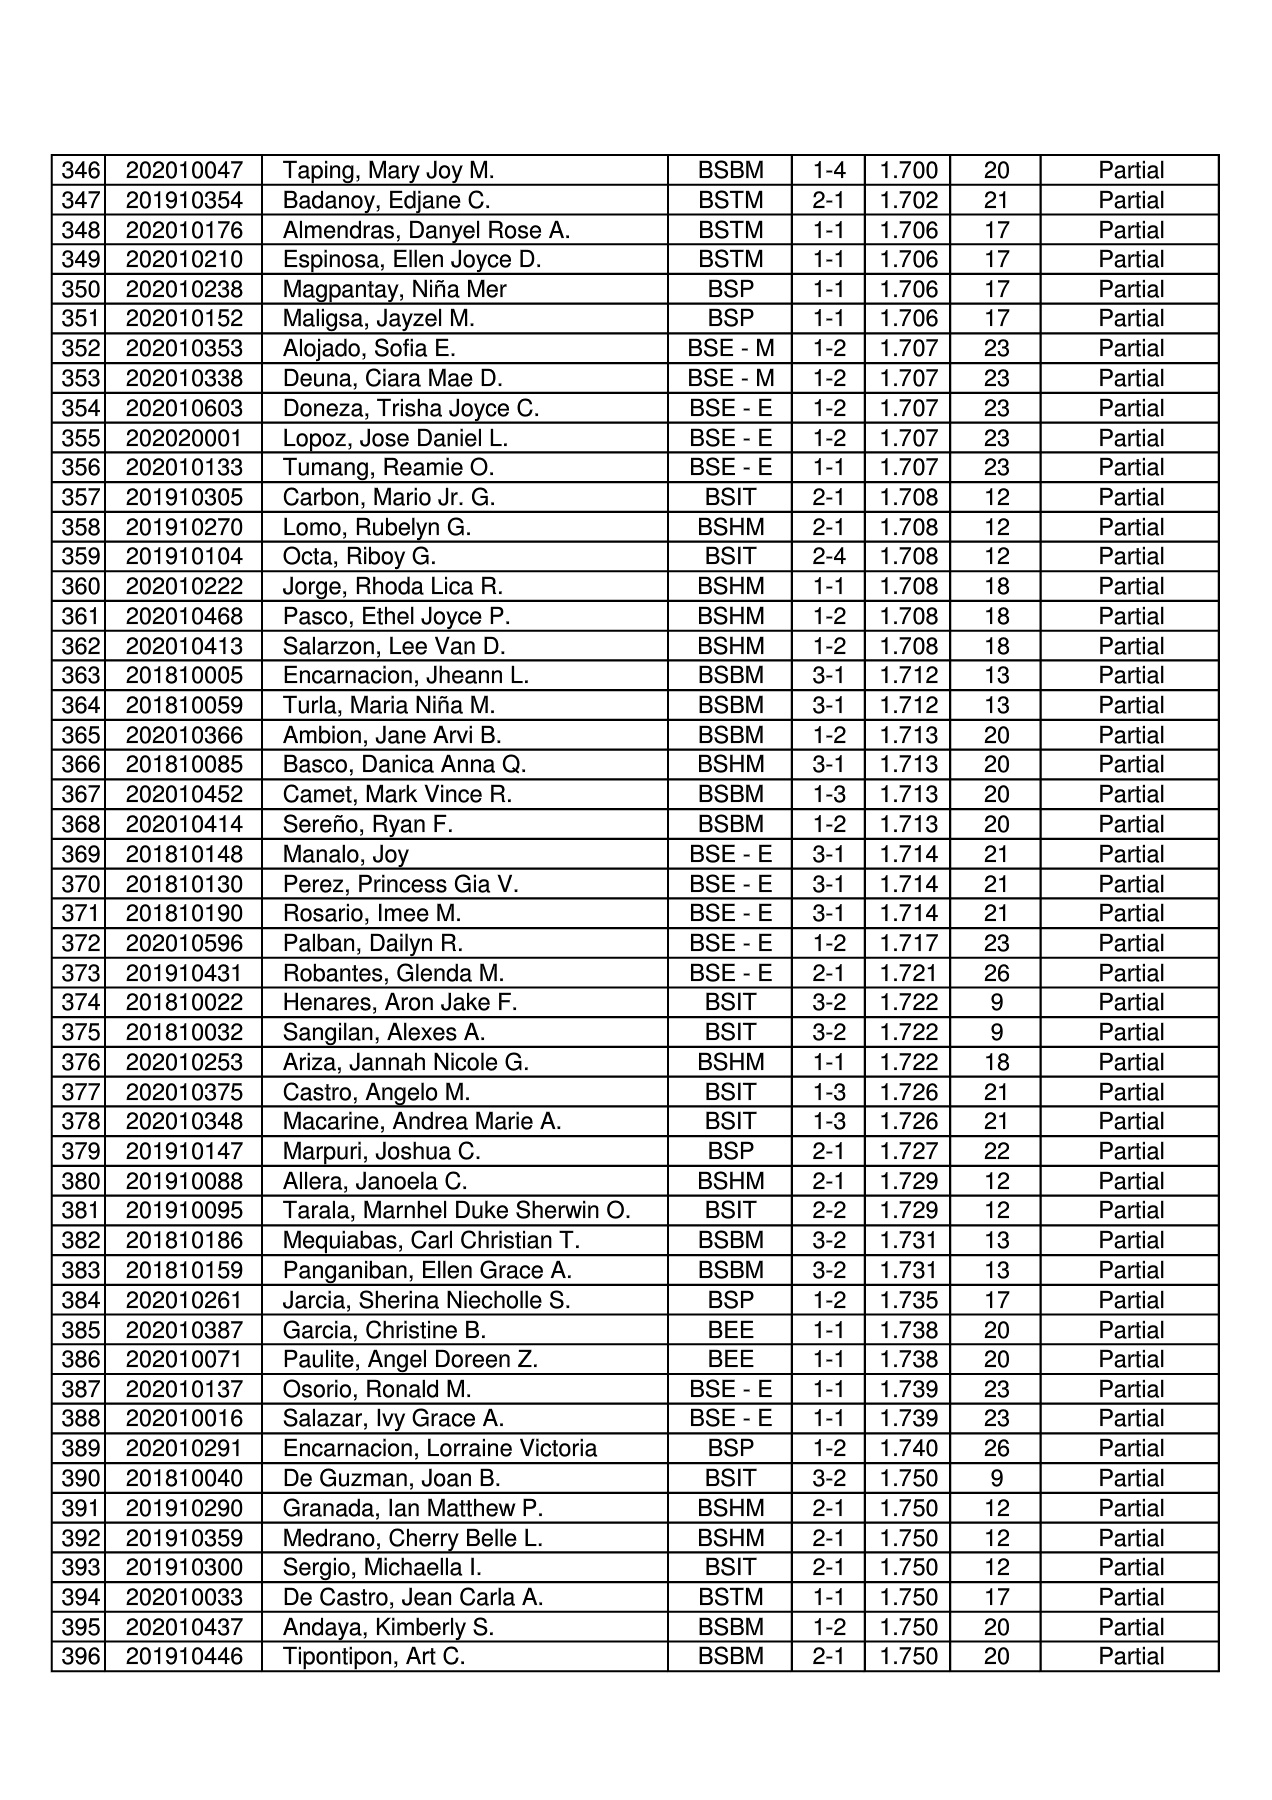 346 202010047 Taping, Mary Joy M. BSBM 1-4 1.700 20 Partial
347 201910354 Badanoy, Edjane C. BSTM 2-1 1.702 21 Partial
348 202010176 Almendras, Danyel Rose A. BSTM 1-1 1.706 17 Partial
349 202010210 Espinosa, Ellen Joyce D. BSTM 1-1 1.706 17 Partial
350 202010238 Magpantay, Niña Mer BSP 1-1 1.706 17 Partial
351 202010152 Maligsa, Jayzel M. BSP 1-1 1.706 17 Partial
352 202010353 Alojado, Sofia E. BSE - M 1-2 1.707 23 Partial
353 202010338 Deuna, Ciara Mae D. BSE - M 1-2 1.707 23 Partial
354 202010603 Doneza, Trisha Joyce C. BSE - E 1-2 1.707 23 Partial
355 202020001 Lopoz, Jose Daniel L. BSE - E 1-2 1.707 23 Partial
356 202010133 Tumang, Reamie O. BSE - E 1-1 1.707 23 Partial
357 201910305 Carbon, Mario Jr. G. BSIT 2-1 1.708 12 Partial
358 201910270 Lomo, Rubelyn G. BSHM 2-1 1.708 12 Partial
359 201910104 Octa, Riboy G. BSIT 2-4 1.708 12 Partial
360 202010222 Jorge, Rhoda Lica R. BSHM 1-1 1.708 18 Partial
361 202010468 Pasco, Ethel Joyce P. BSHM 1-2 1.708 18 Partial
362 202010413 Salarzon, Lee Van D. BSHM 1-2 1.708 18 Partial
363 201810005 Encarnacion, Jheann L. BSBM 3-1 1.712 13 Partial
364 201810059 Turla, Maria Niña M. BSBM 3-1 1.712 13 Partial
365 202010366 Ambion, Jane Arvi B. BSBM 1-2 1.713 20 Partial
366 201810085 Basco, Danica Anna Q. BSHM 3-1 1.713 20 Partial
367 202010452 Camet, Mark Vince R. BSBM 1-3 1.713 20 Partial
368 202010414 Sereño, Ryan F. BSBM 1-2 1.713 20 Partial
369 201810148 Manalo, Joy BSE - E 3-1 1.714 21 Partial
370 201810130 Perez, Princess Gia V. BSE - E 3-1 1.714 21 Partial
371 201810190 Rosario, Imee M. BSE - E 3-1 1.714 21 Partial
372 202010596 Palban, Dailyn R. BSE - E 1-2 1.717 23 Partial
373 201910431 Robantes, Glenda M. BSE - E 2-1 1.721 26 Partial
374 201810022 Henares, Aron Jake F. BSIT 3-2 1.722 9 Partial
375 201810032 Sangilan, Alexes A. BSIT 3-2 1.722 9 Partial
376 202010253 Ariza, Jannah Nicole G. BSHM 1-1 1.722 18 Partial
377 202010375 Castro, Angelo M. BSIT 1-3 1.726 21 Partial
378 202010348 Macarine, Andrea Marie A. BSIT 1-3 1.726 21 Partial
379 201910147 Marpuri, Joshua C. BSP 2-1 1.727 22 Partial
380 201910088 Allera, Janoela C. BSHM 2-1 1.729 12 Partial
381 201910095 Tarala, Marnhel Duke Sherwin O. BSIT 2-2 1.729 12 Partial
382 201810186 Mequiabas, Carl Christian T. BSBM 3-2 1.731 13 Partial
383 201810159 Panganiban, Ellen Grace A. BSBM 3-2 1.731 13 Partial
384 202010261 Jarcia, Sherina Niecholle S. BSP 1-2 1.735 17 Partial
385 202010387 Garcia, Christine B. BEE 1-1 1.738 20 Partial
386 202010071 Paulite, Angel Doreen Z. BEE 1-1 1.738 20 Partial
387 202010137 Osorio, Ronald M. BSE - E 1-1 1.739 23 Partial
388 202010016 Salazar, Ivy Grace A. BSE - E 1-1 1.739 23 Partial
389 202010291 Encarnacion, Lorraine Victoria BSP 1-2 1.740 26 Partial
390 201810040 De Guzman, Joan B. BSIT 3-2 1.750 9 Partial
391 201910290 Granada, Ian Matthew P. BSHM 2-1 1.750 12 Partial
392 201910359 Medrano, Cherry Belle L. BSHM 2-1 1.750 12 Partial
393 201910300 Sergio, Michaella I. BSIT 2-1 1.750 12 Partial
394 202010033 De Castro, Jean Carla A. BSTM 1-1 1.750 17 Partial
395 202010437 Andaya, Kimberly S. BSBM 1-2 1.750 20 Partial
396 201910446 Tipontipon, Art C. BSBM 2-1 1.750 20 Partial